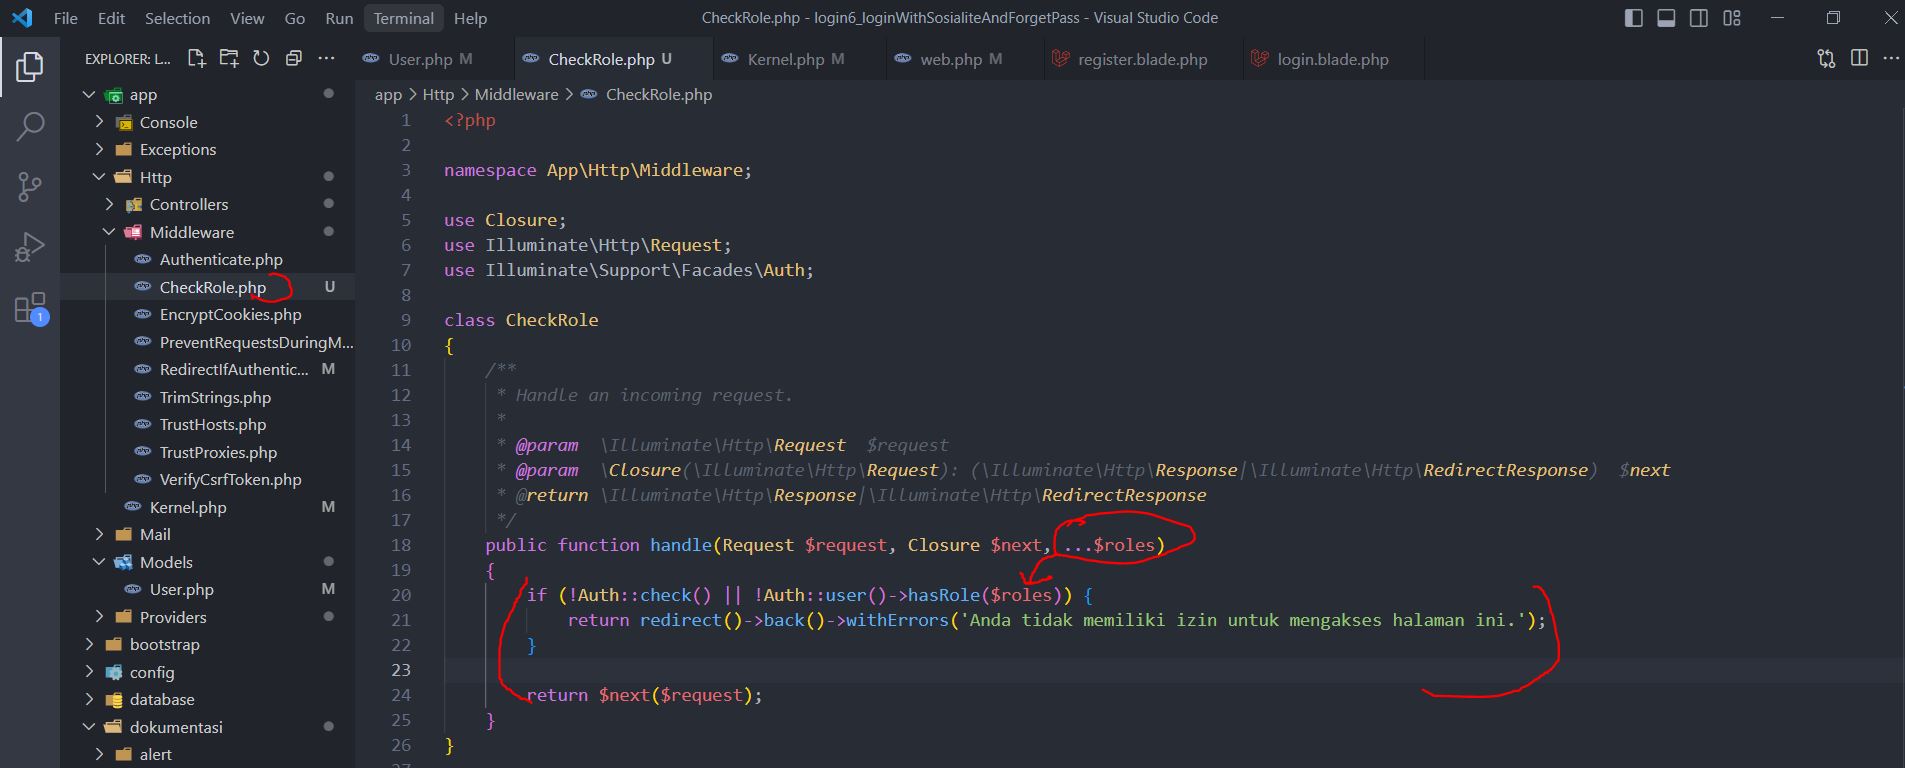 File Edit Selection View Go Run Terminal Help
CheckRole.php - login6_loginWithSosialiteAndForgetPass - Visual Studio Code
EXPLORER: L...
User.php M
CheckRole.php U
Kernel.php M
web.php M
register.blade.php
login.blade.php
app
Console
Exceptions
Http
Controllers
Middleware
Authenticate.php
CheckRole.php U
EncryptCookies.php
PreventRequestsDuringM...
RedirectIfAuthentic... M
TrimStrings.php
TrustHosts.php
TrustProxies.php
VerifyCsrfToken.php
Kernel.php M
Mail
Models
User.php M
Providers
bootstrap
config
database
dokumentasi
alert
1
app > Http > Middleware > CheckRole.php
1 <?php
2
3 namespace App\Http\Middleware;
4
5 use Closure;
6 use Illuminate\Http\Request;
7 use Illuminate\Support\Facades\Auth;
8
9 class CheckRole
10 {
11 /**
12 * Handle an incoming request.
13 *
14 * @param \Illuminate\Http\Request $request
15 * @param \Closure(\Illuminate\Http\Request): (\Illuminate\Http\Response|\Illuminate\Http\RedirectResponse) $next
16 * @return \Illuminate\Http\Response|\Illuminate\Http\RedirectResponse
17 */
18 public function handle(Request $request, Closure $next, ...$roles)
19 {
20 if (!Auth::check() || !Auth::user()->hasRole($roles)) {
21 return redirect()->back()->withErrors('Anda tidak memiliki izin untuk mengakses halaman ini.');
22 }
23
24 return $next($request);
25 }
26 }
27